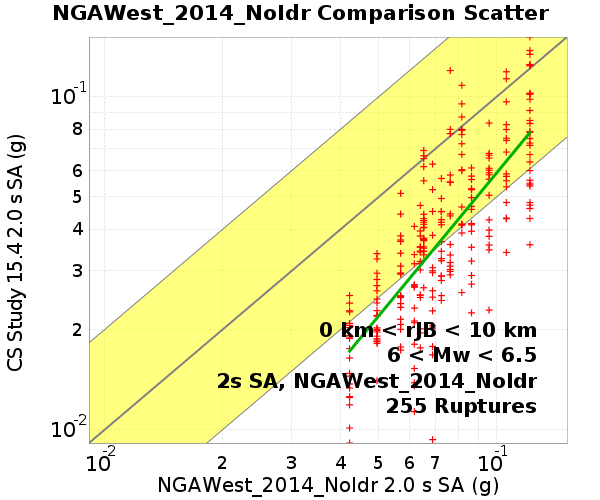 NGAWest_2014_NoIdr Comparison Scatter
CS Study 15.4 2.0 s SA (g)
10-1
8
6
5
4
3
2
10-2
0 km < rJB < 10 km
6 < Mw < 6.5
2s SA, NGAWest_2014_NoIdr
255 Ruptures
10-2 2 3 4 5 6 7 10-1
NGAWest_2014_NoIdr 2.0 s SA (g)